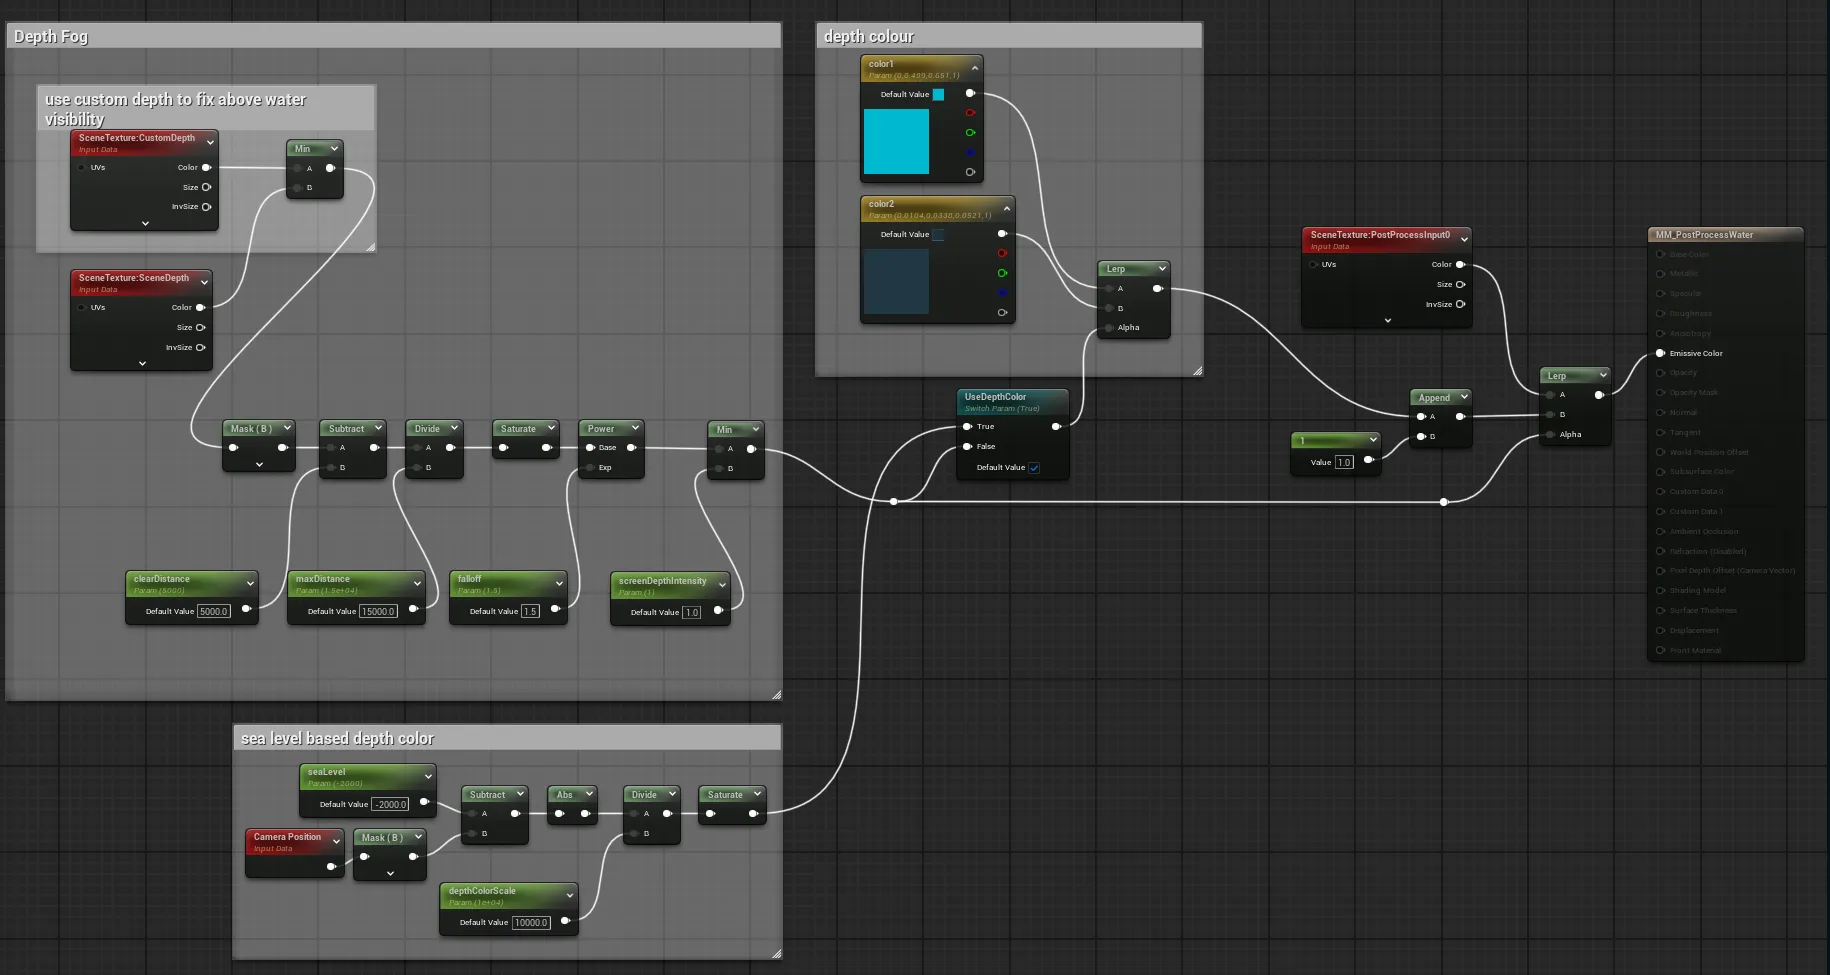 Depth Fog
use custom depth to fix above water
visibility
SceneTexture:CustomDepth
Input Data
UVs
Color
Size
InvSize
Min
A
B
SceneTexture:SceneDepth
Input Data
UVs
Color
Size
InvSize
Mask ( B )
Subtract
A
B
Divide
A
B
Saturate
Power
Base
Exp
Min
A
B
clearDistance
Param (5000)
Default Value 5000.0
maxDistance
Param (1.5e+04)
Default Value 15000.0
falloff
Param (1.5)
Default Value 1.5
screenDepthIntensity
Param (1)
Default Value 1.0
depth colour
color1
Param (0,0.499,0.651,1)
Default Value
color2
Param (0.0104,0.0338,0.0521,1)
Default Value
Lerp
A
B
Alpha
UseDepthColor
Switch Param (True)
True
False
Default Value
SceneTexture:PostProcessInput0
Input Data
UVs
Color
Size
InvSize
1
Value 1.0
Append
A
B
Lerp
A
B
Alpha
MM_PostProcessWater
Base Color
Metallic
Specular
Roughness
Anisotropy
Emissive Color
Opacity
Opacity Mask
Normal
Tangent
World Position Offset
Subsurface Color
Custom Data 0
Custom Data 1
Ambient Occlusion
Refraction (Disabled)
Pixel Depth Offset (Camera Vector)
Shading Model
Surface Thickness
Displacement
Front Material
sea level based depth color
seaLevel
Param (-2000)
Default Value -2000.0
Camera Position
Input Data
Mask ( B )
Subtract
A
B
Abs
Divide
A
B
Saturate
depthColorScale
Param (1e+04)
Default Value 10000.0